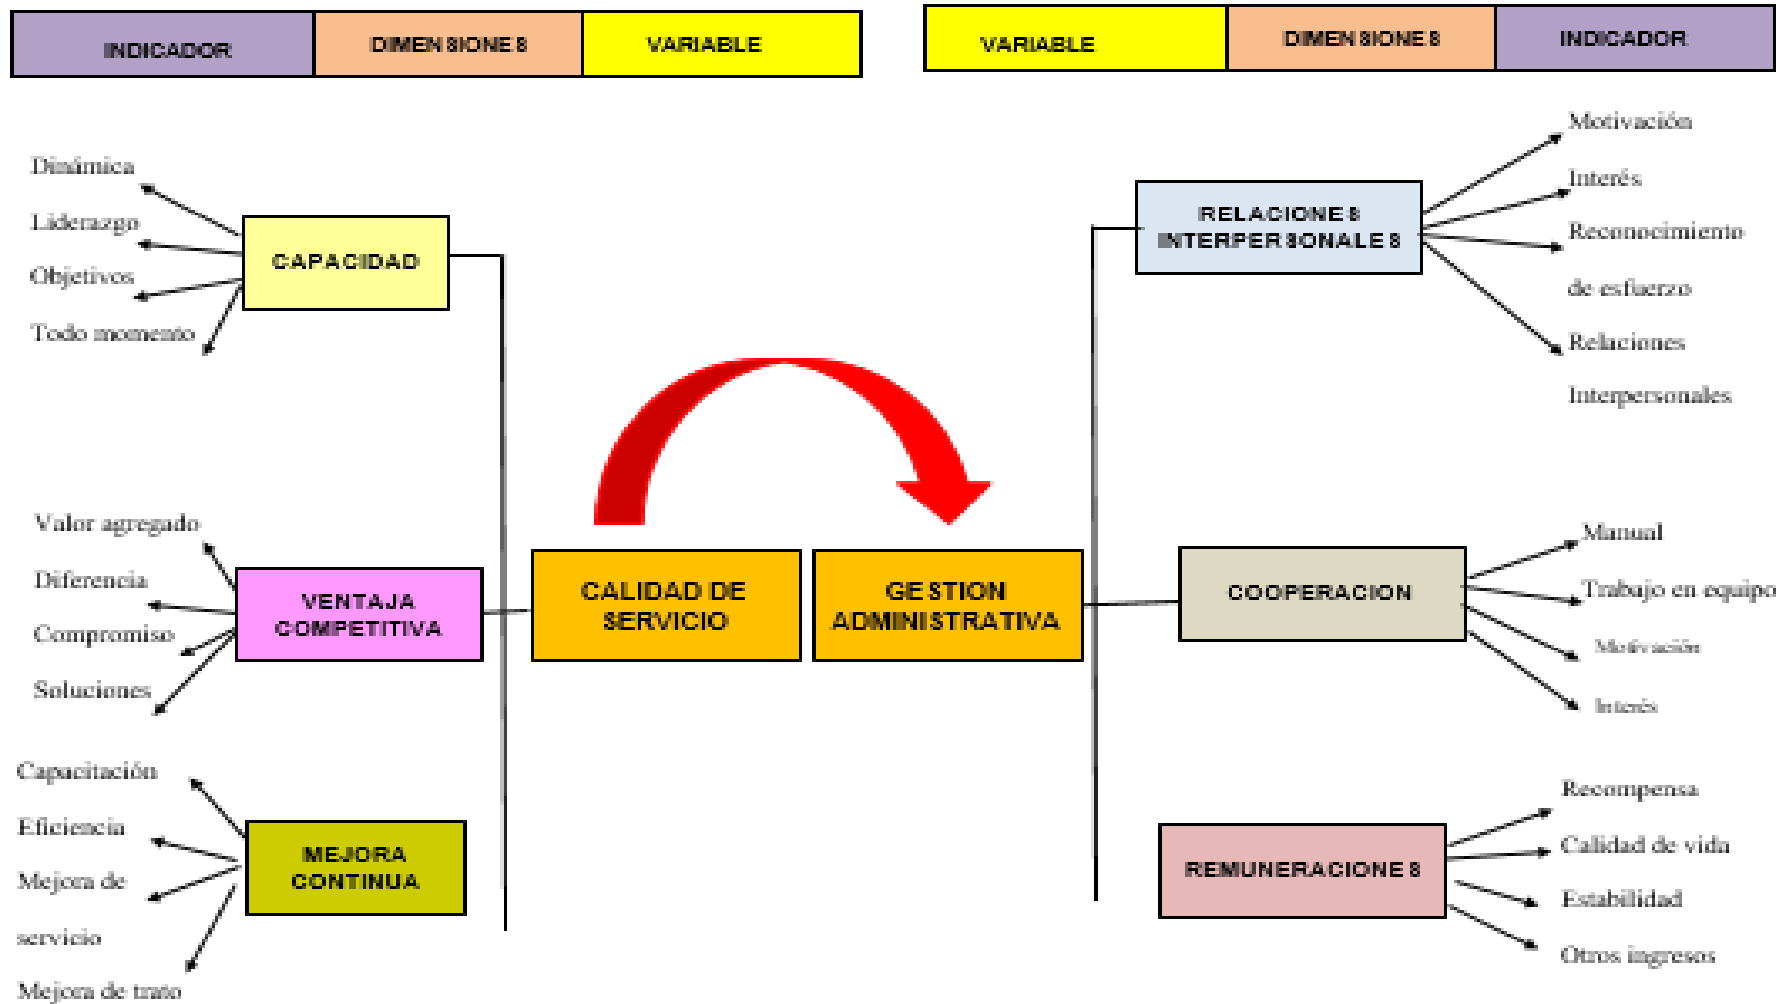 INDICADOR
DIMENSIONES
VARIABLE
VARIABLE
DIMENSIONES
INDICADOR
Dinámica
Liderazgo
Objetivos
Todo momento
CAPACIDAD
Valor agregado
Diferencia
Compromiso
Soluciones
VENTAJA
COMPETITIVA
Capacitación
Eficiencia
Mejora de
servicio
Mejora de trato
MEJORA
CONTINUA
CALIDAD DE
SERVICIO
GESTION
ADMINISTRATIVA
RELACIONES
INTERPERSONALES
Motivación
Interés
Reconocimiento
de esfuerzo
Relaciones
Interpersonales
COOPERACION
Manual
Trabajo en equipo
Motivación
Interés
REMUNERACIONES
Recompensa
Calidad de vida
Estabilidad
Otros ingresos